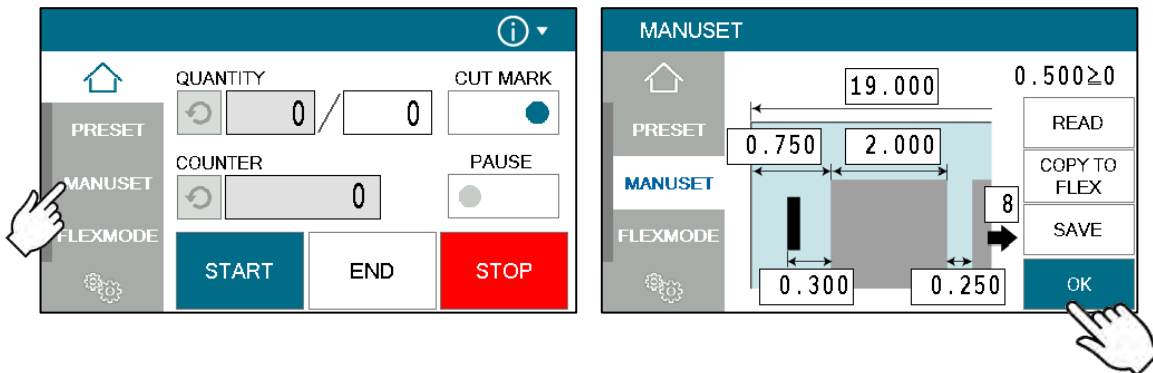 QUANTITY
CUT MARK
0 / 0
PRESET
COUNTER
PAUSE
MANUSET
0
FLEXMODE
START
END
STOP
MANUSET
19.000
0.500≧0
PRESET
READ
0.750
2.000
MANUSET
COPY TO
FLEX
8
FLEXMODE
SAVE
0.300
0.250
OK